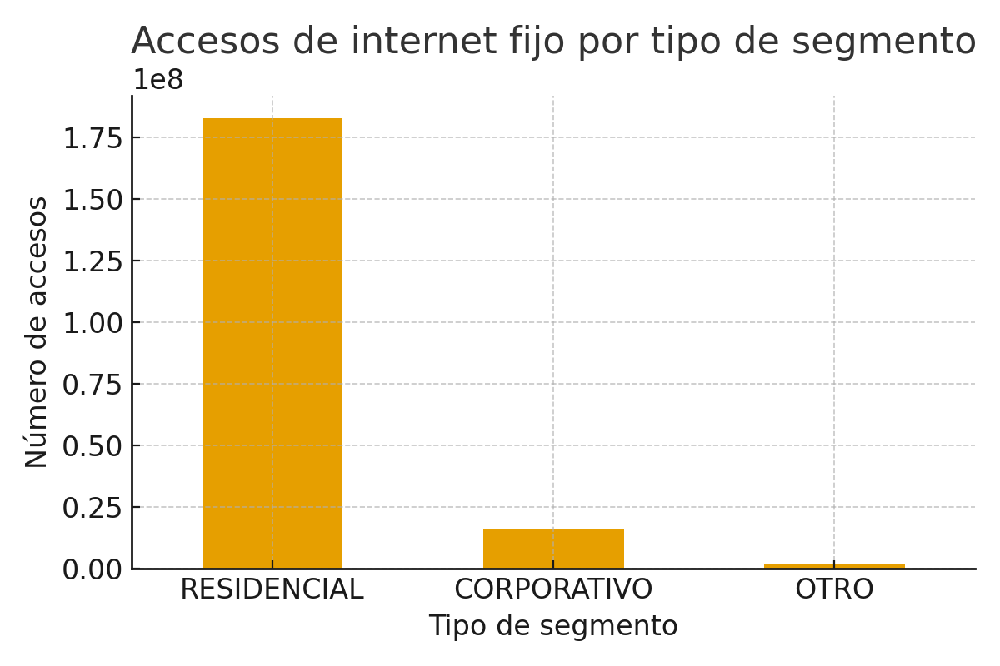 Accesos de internet fijo por tipo de segmento
1e8
1.75
1.50
1.25
1.00
0.75
0.50
0.25
0.00
Número de accesos
RESIDENCIAL CORPORATIVO OTRO
Tipo de segmento